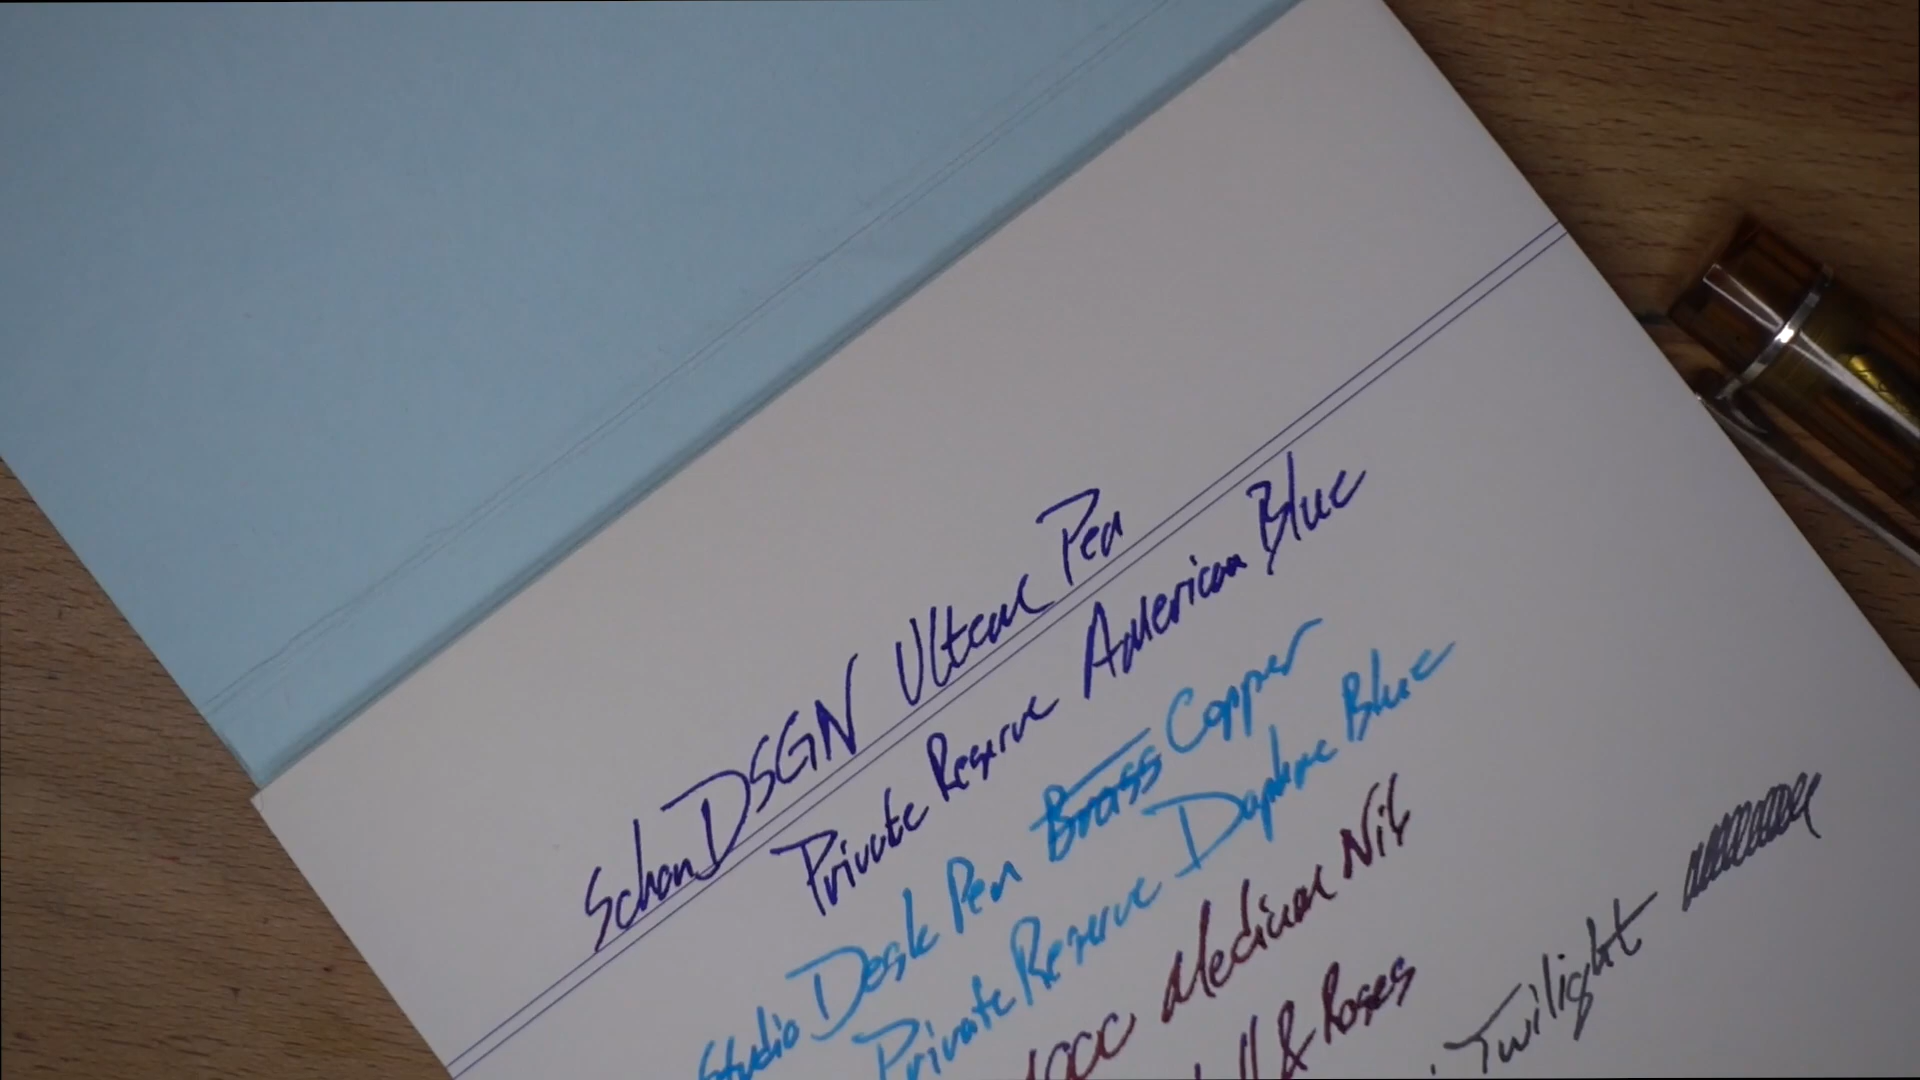 Schon DSGN Ultem Pen
Private Reserve American Blue
Studio Desk Pen Brass Copper
Private Reserve Daphne Blue
Medium Nib
& Roses
Twilight